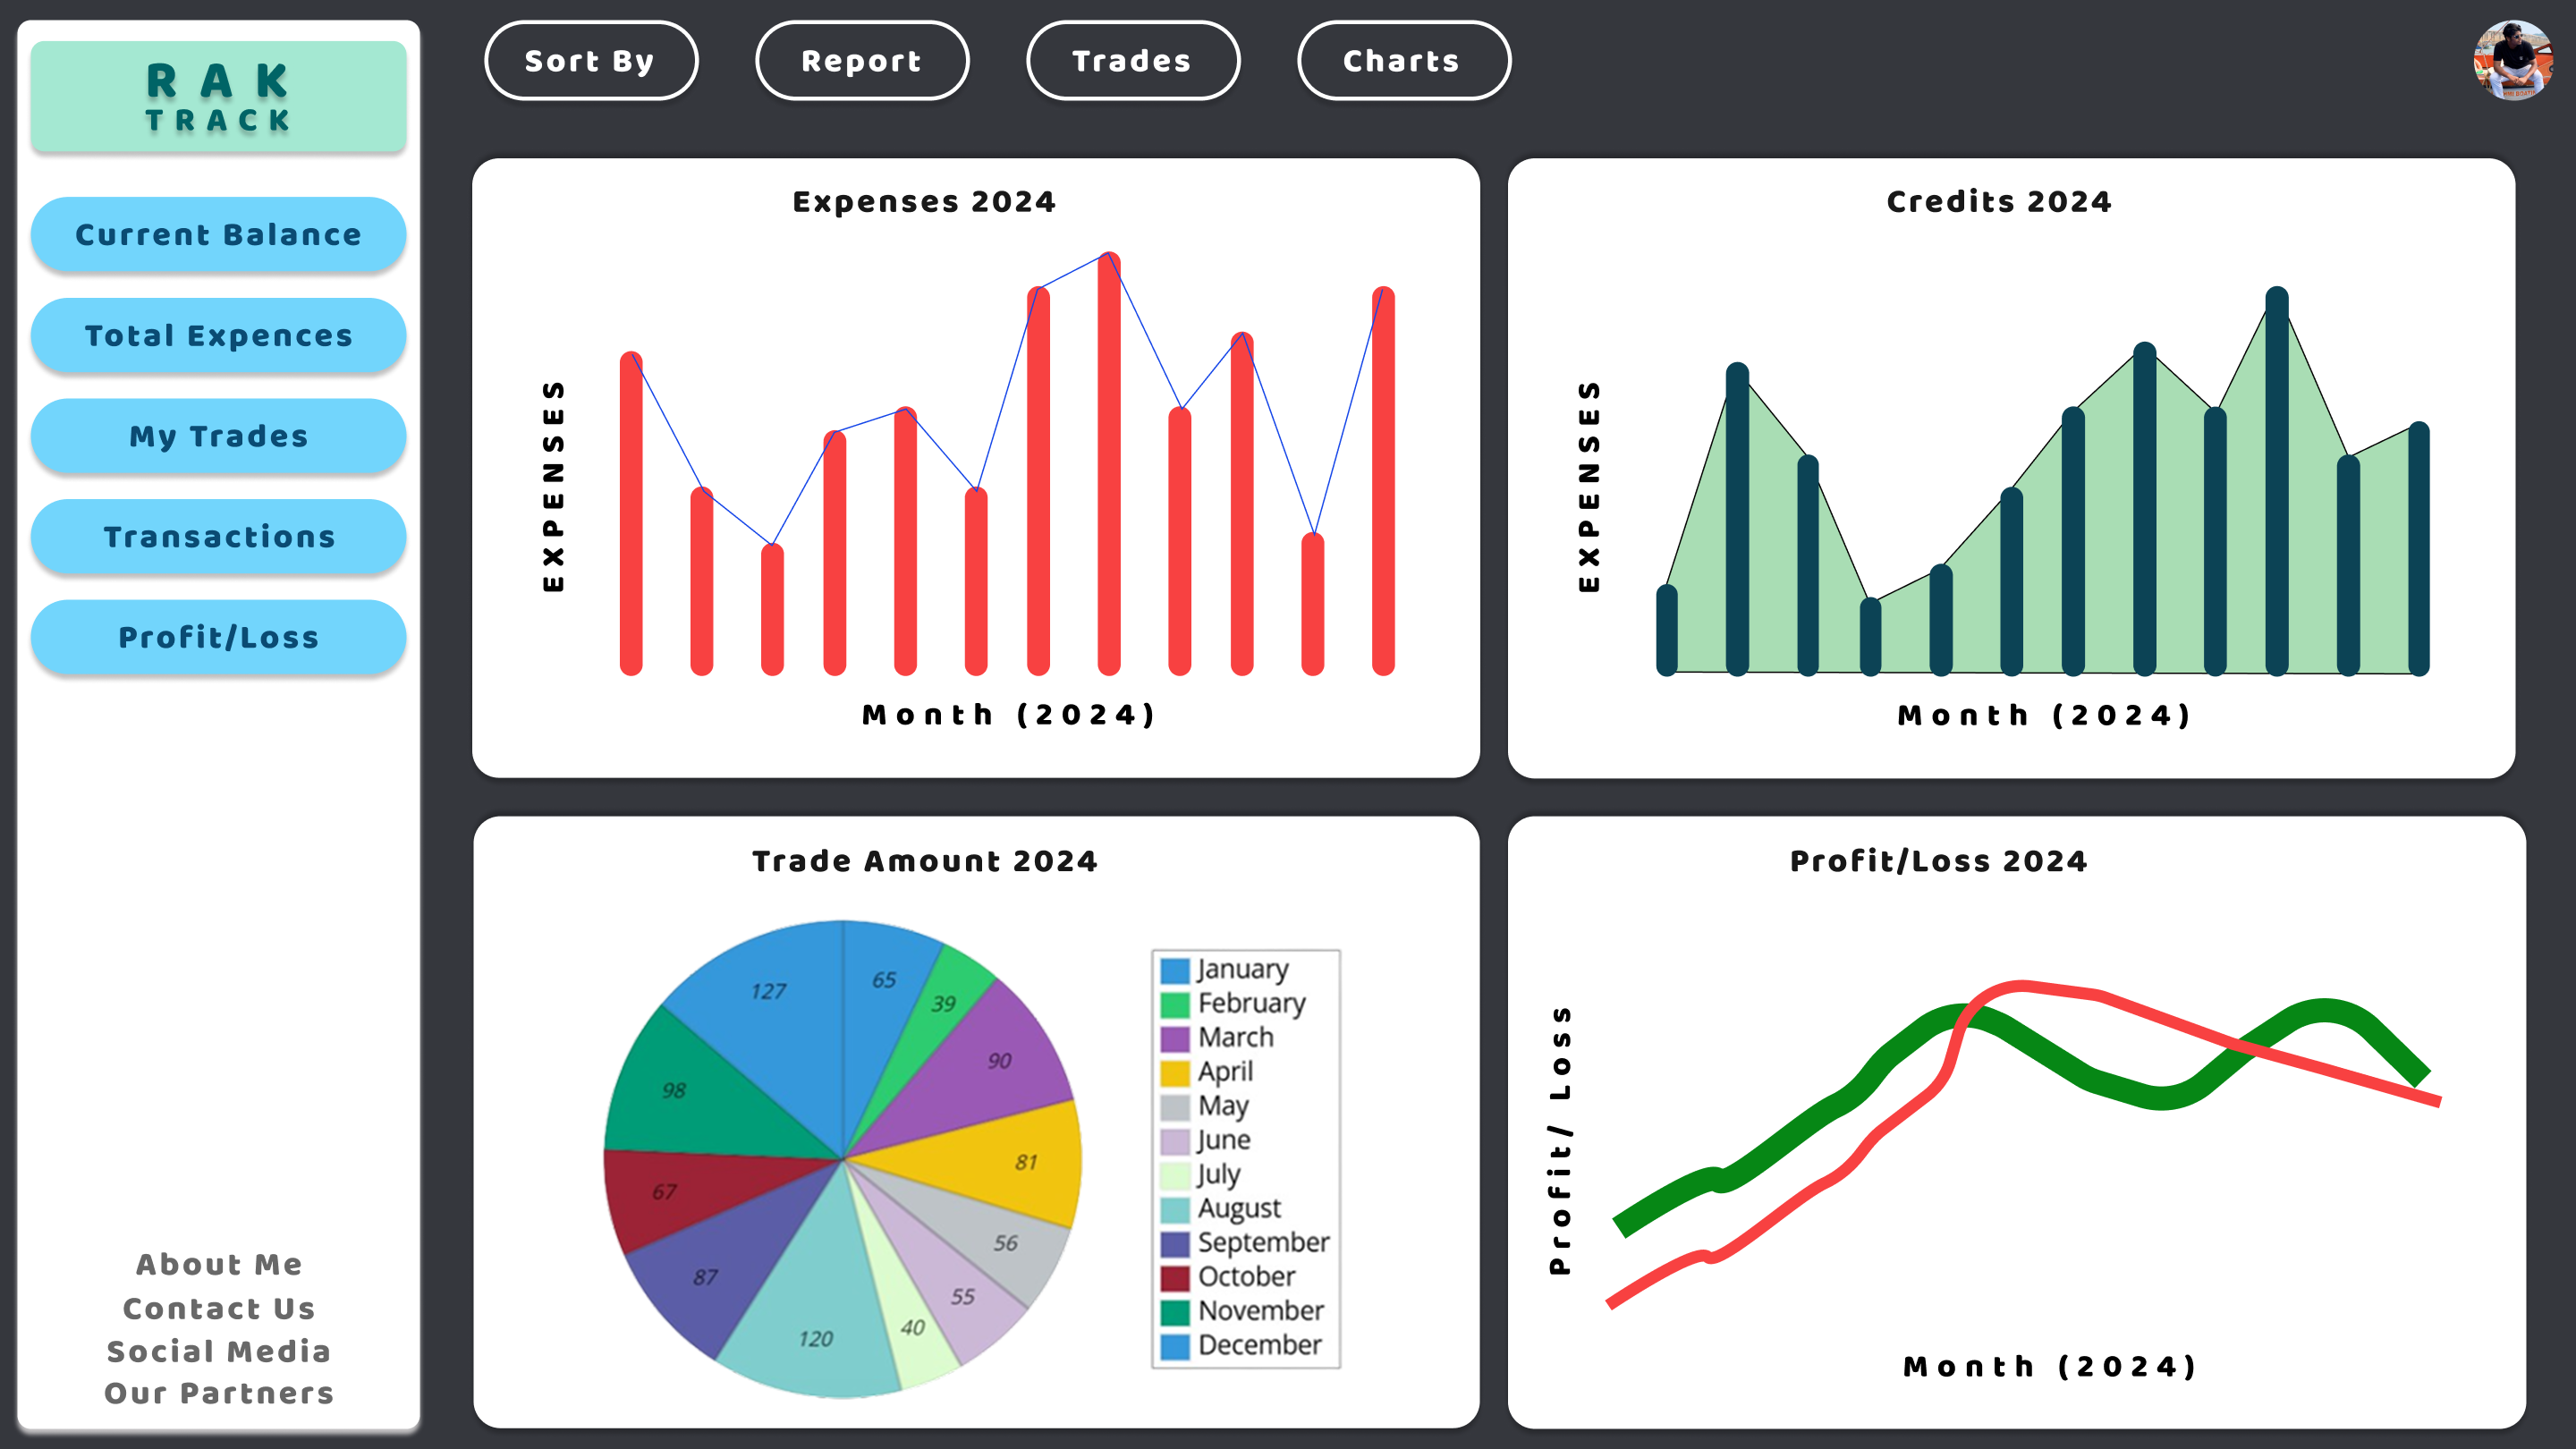 RAK
TRACK
Current Balance
Total Expences
My Trades
Transactions
Profit/Loss
About Me
Contact Us
Social Media
Our Partners
Sort By
Report
Trades
Charts
Expenses 2024
EXPENSES
Month (2024)
Credits 2024
EXPENSES
Month (2024)
Trade Amount 2024
127
65
39
90
98
81
67
56
87
55
40
120
January
February
March
April
May
June
July
August
September
October
November
December
Profit/Loss 2024
Profit/ Loss
Month (2024)